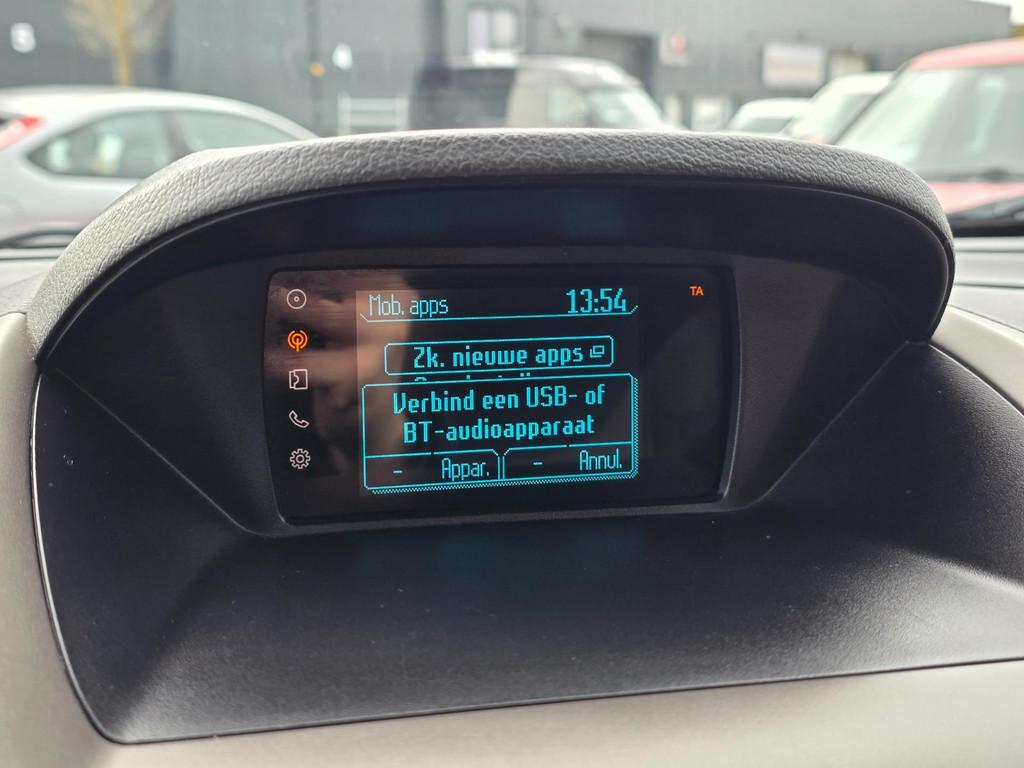 Mob. apps 13:54
TA
Zk. nieuwe apps
Verbind een USB- of
BT-audioapparaat
- Appar. - Annul.